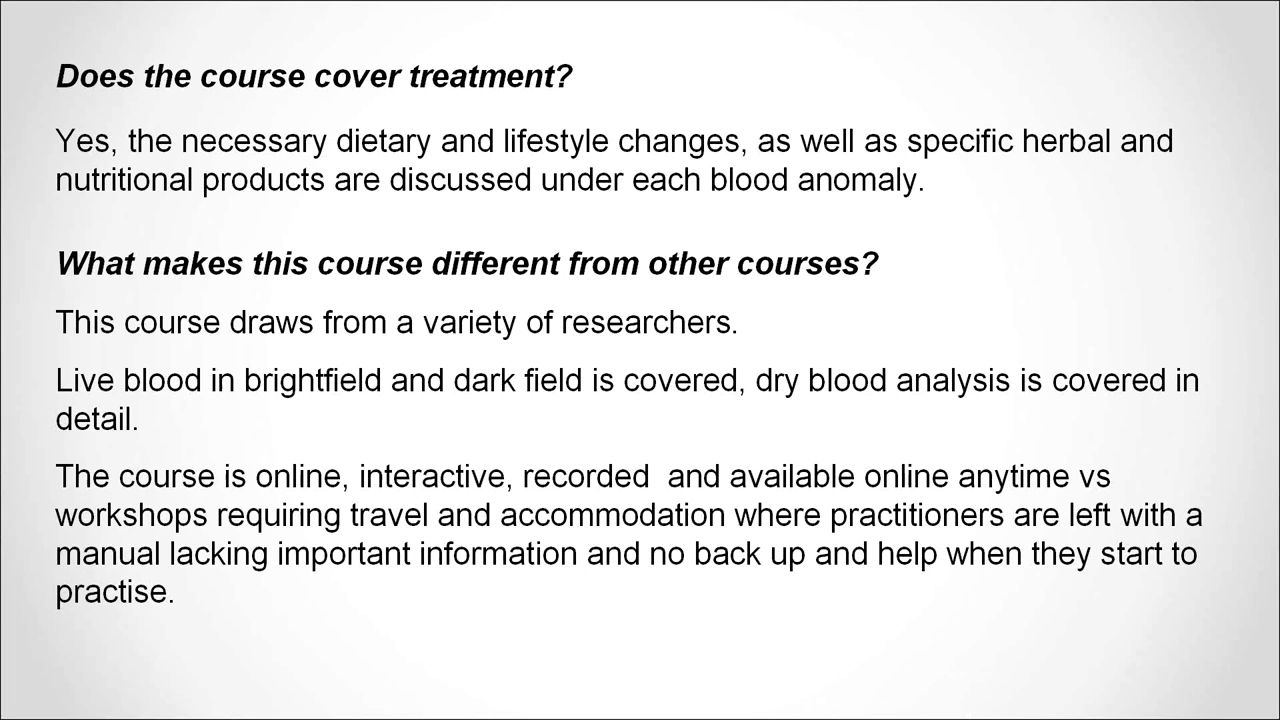 Does the course cover treatment?
Yes, the necessary dietary and lifestyle changes, as well as specific herbal and
nutritional products are discussed under each blood anomaly.
What makes this course different from other courses?
This course draws from a variety of researchers.
Live blood in brightfield and dark field is covered, dry blood analysis is covered in
detail.
The course is online, interactive, recorded  and available online anytime vs
workshops requiring travel and accommodation where practitioners are left with a
manual lacking important information and no back up and help when they start to
practise.